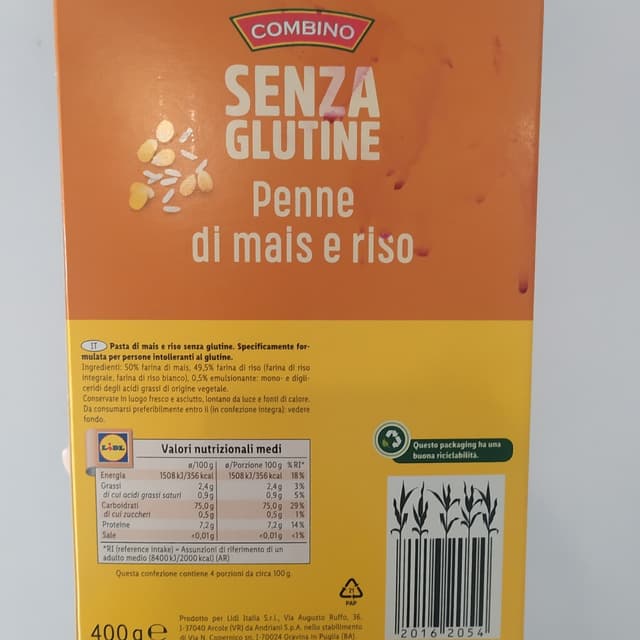 COMBINO
SENZA
GLUTINE
Penne
di mais e riso
IT Pasta di mais e riso senza glutine. Specificamente for-
mulata per persone intolleranti al glutine.
Ingredienti: 50% farina di mais, 49,5% farina di riso (farina di riso
integrale, farina di riso bianco), 0,5% emulsionante: mono- e digli-
ceridi degli acidi grassi di origine vegetale.
Conservare in luogo fresco e asciutto, lontano da luce e fonti di calore.
Da consumarsi preferibilmente entro il (in confezione integra): vedere
fondo.
LIDL
Valori nutrizionali medi
ø/100 g ø/Porzione 100 g % RI*
Energia 1508 kJ/356 kcal 1508 kJ/356 kcal 18%
Grassi 2,4g 2,4g 3%
di cui acidi grassi saturi 0,9g 0,9g 5%
Carboidrati 75,0g 75,0g 29%
di cui zuccheri 0,5g 0,5g 1%
Proteine 7,2g 7,2g 14%
Sale <0,01g <0,01g <1%
*RI (reference intake) = Assunzioni di riferimento di un
adulto medio (8400 kJ/2000 kcal) (AR)
Questa confezione contiene 4 porzioni da circa 100 g.
Questo packaging ha una
buona riciclabilità.
21
PAP
400 g e
Prodotto per Lidl Italia S.r.l., Via Augusto Ruffo, 36.
I-37040 Arcole (VR) da Andriani S.p.A. nello stabilimento
di Via N. Copernico sn, I-70024 Gravina in Puglia (BA)
2016 2054